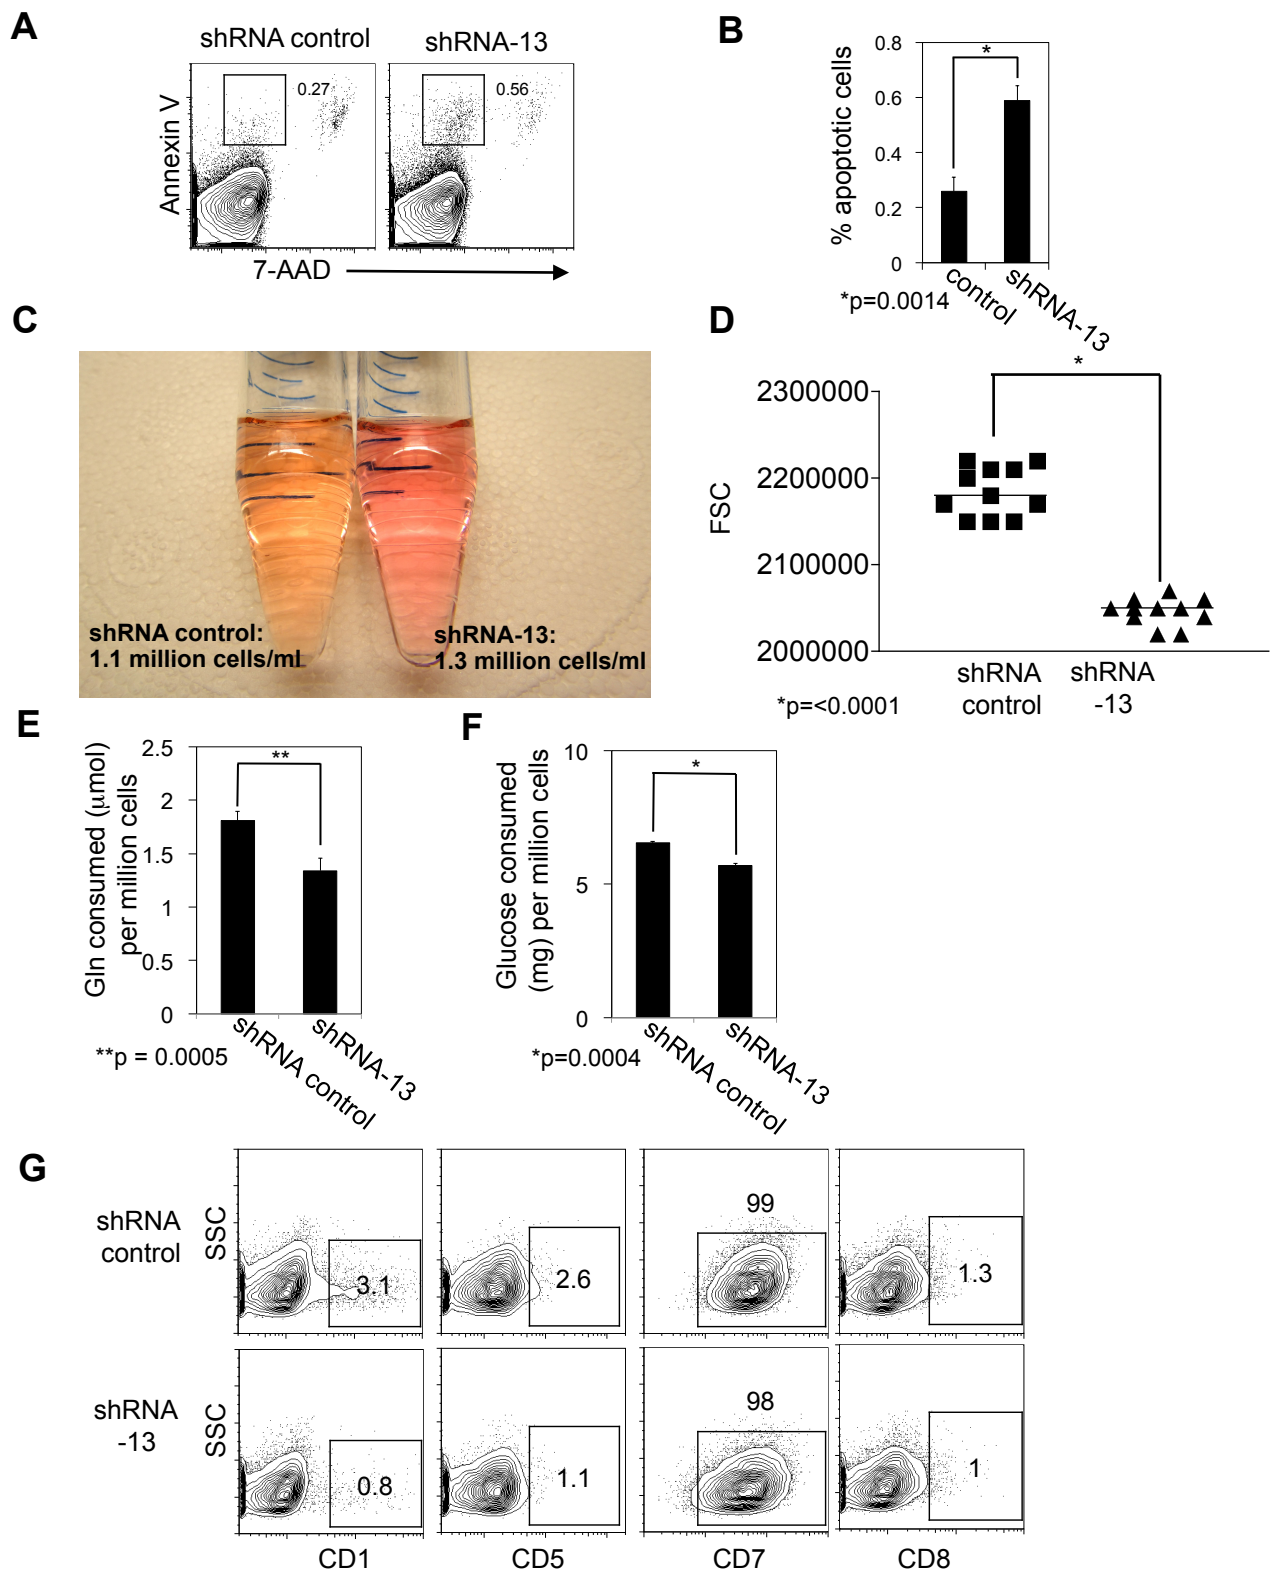 A
shRNA control
shRNA-13
Annexin V
0.27
0.56
7-AAD
B
% apoptotic cells
0.8
0.6
0.4
0.2
0
*
control
shRNA-13
*p=0.0014
C
shRNA control:
1.1 million cells/ml
shRNA-13:
1.3 million cells/ml
D
FSC
2300000
2200000
2100000
2000000
*
shRNA
control
shRNA
-13
*p=<0.0001
E
Gln consumed (μmol)
per million cells
2.5
2
1.5
1
0.5
0
**
shRNA control
shRNA-13
**p = 0.0005
F
Glucose consumed
(mg) per million cells
10
5
0
*
shRNA control
shRNA-13
*p=0.0004
G
shRNA
control
SSC
3.1
2.6
99
1.3
shRNA
-13
SSC
0.8
1.1
98
1
CD1
CD5
CD7
CD8